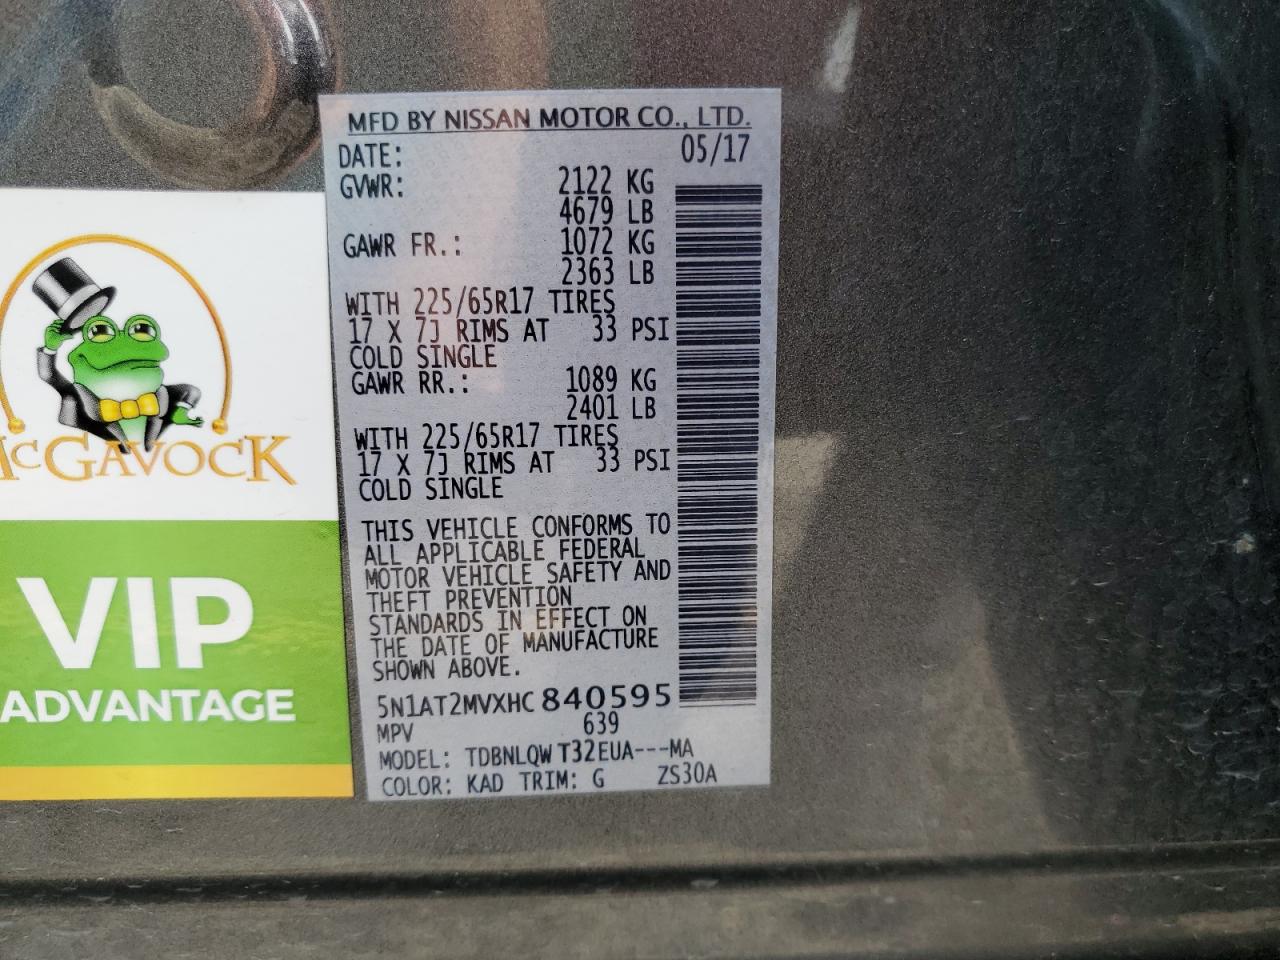 MFD BY NISSAN MOTOR CO., LTD.
DATE: 05/17
GVWR: 2122 KG
4679 LB
GAWR FR.: 1072 KG
2363 LB
WITH 225/65R17 TIRES
17 X 7J RIMS AT 33 PSI
COLD SINGLE
GAWR RR.: 1089 KG
2401 LB
WITH 225/65R17 TIRES
17 X 7J RIMS AT 33 PSI
COLD SINGLE
THIS VEHICLE CONFORMS TO
ALL APPLICABLE FEDERAL
MOTOR VEHICLE SAFETY AND
THEFT PREVENTION
STANDARDS IN EFFECT ON
THE DATE OF MANUFACTURE
SHOWN ABOVE.
5N1AT2MVXHC840595
MPV 639
MODEL: TDBNLQW T32EUA---MA
COLOR: KAD TRIM: G ZS30A
McGAVOCK
VIP
ADVANTAGE